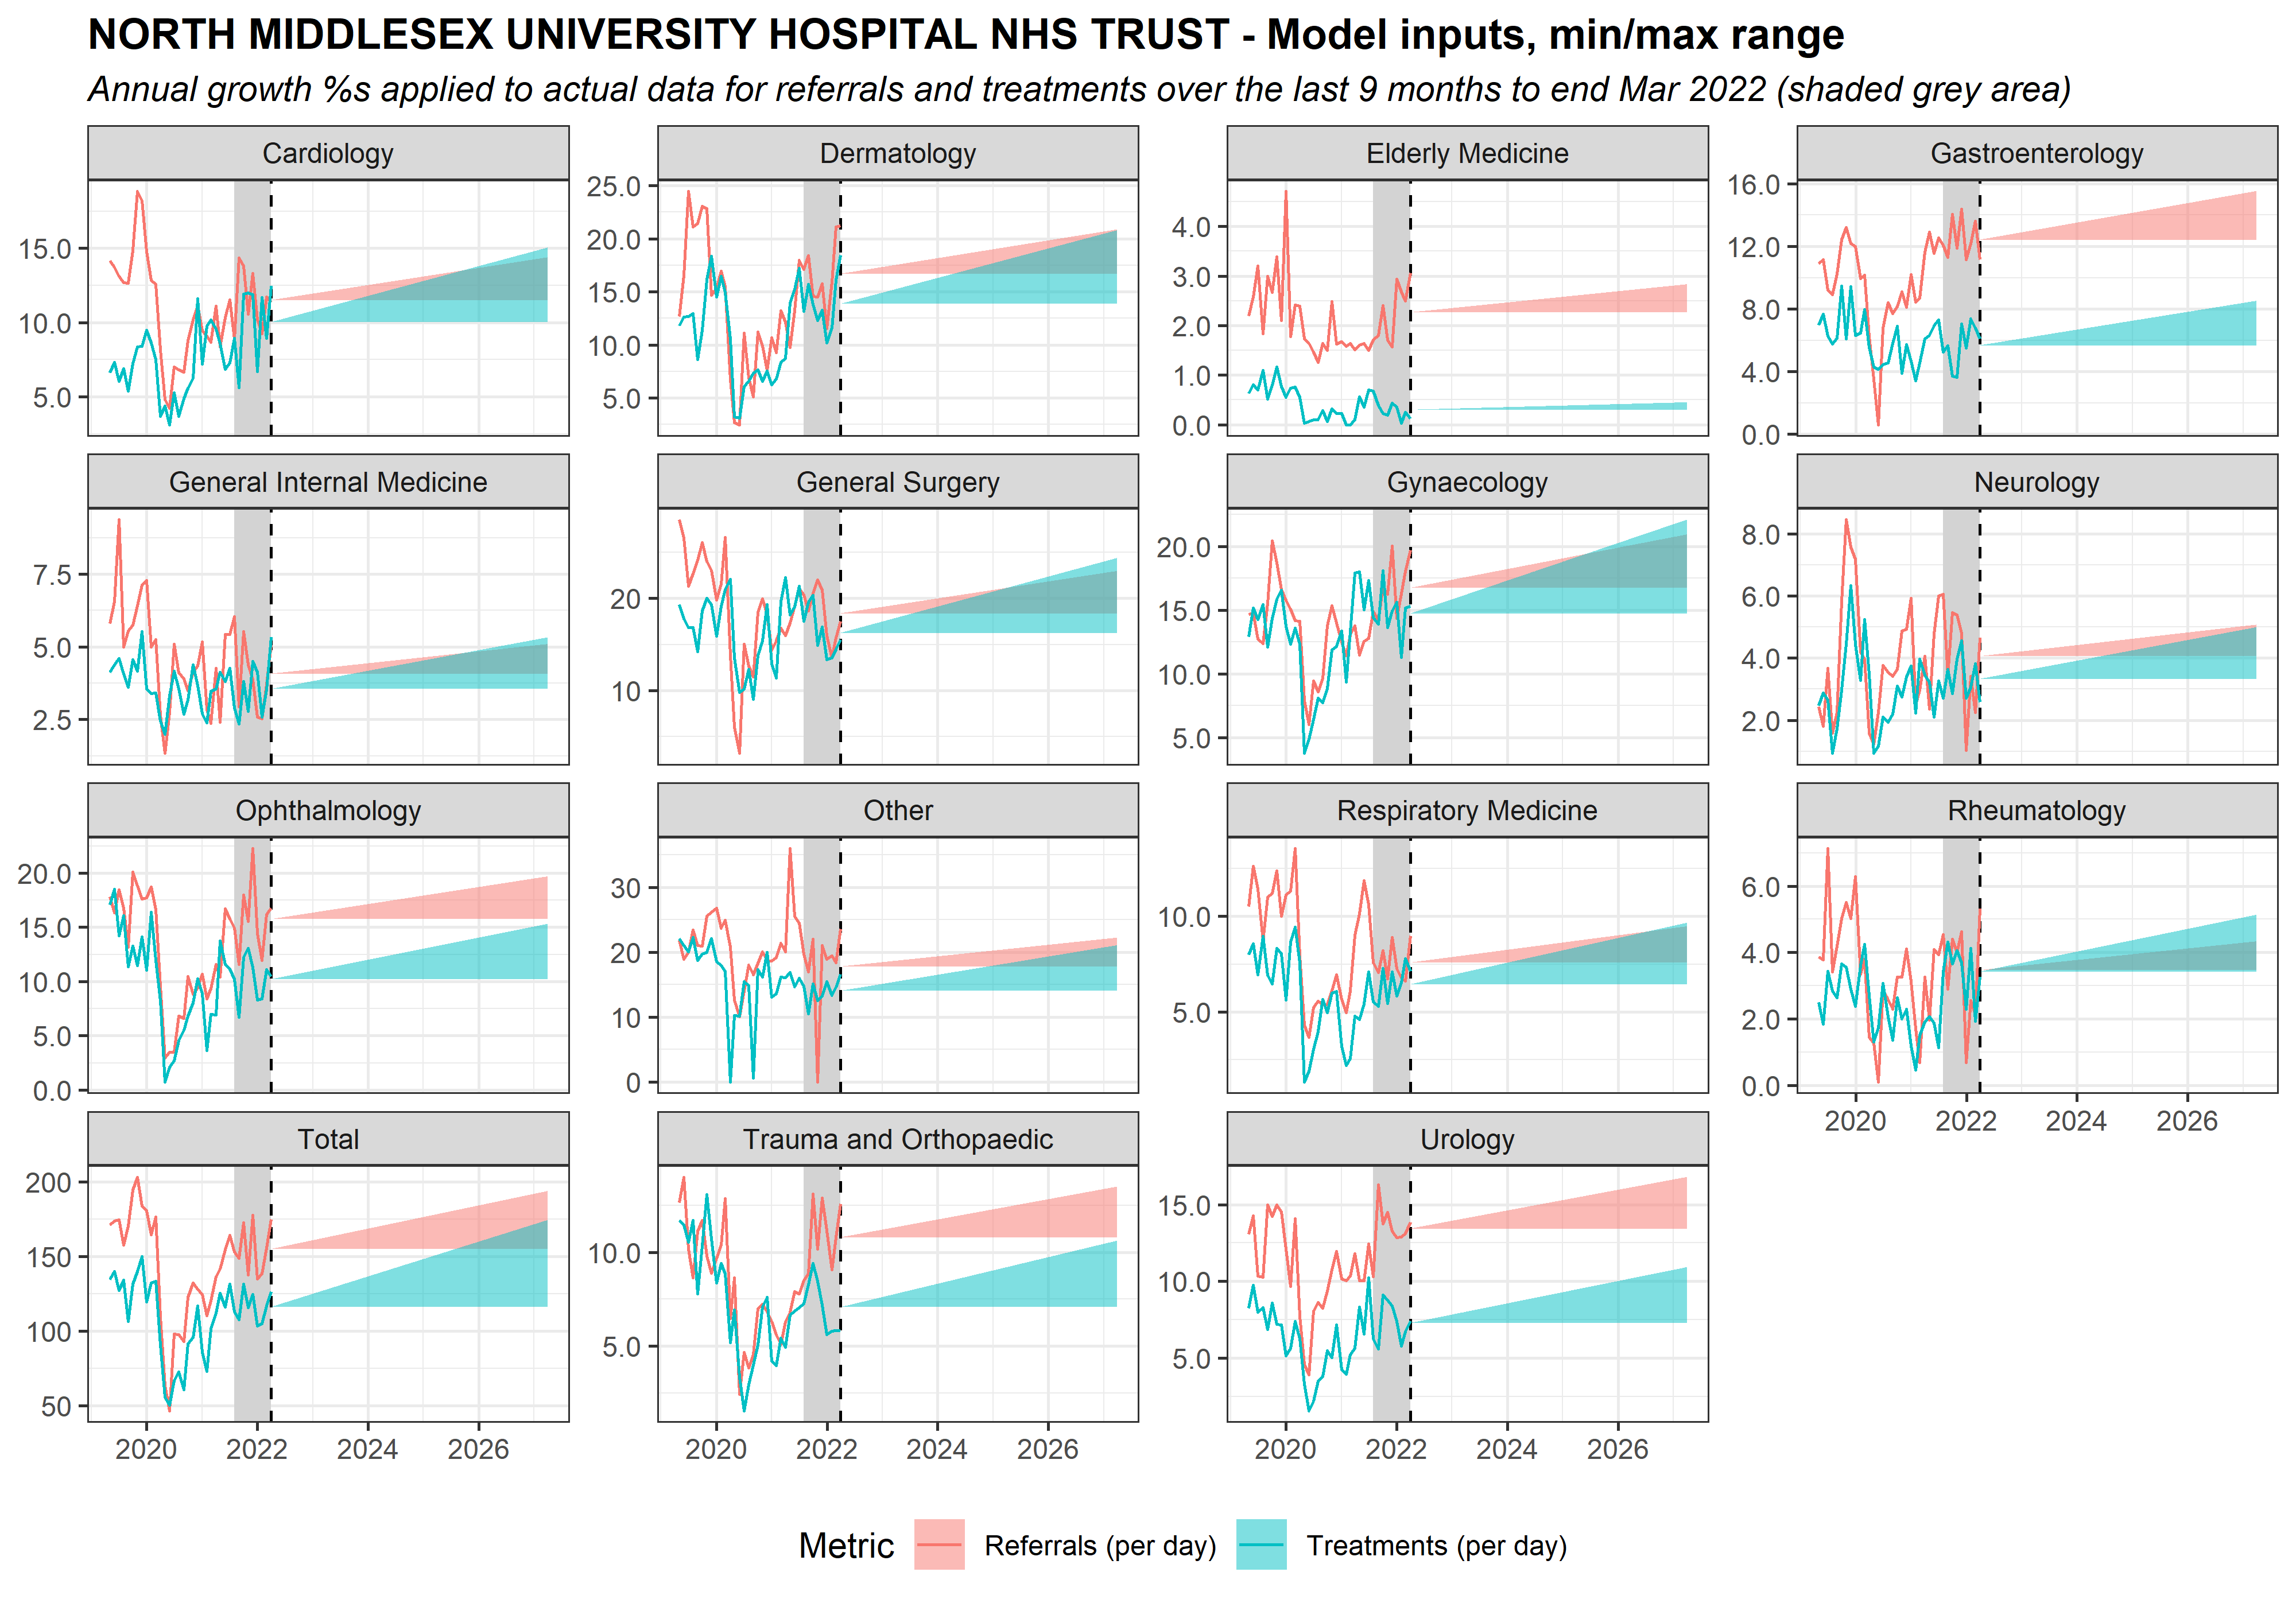 NORTH MIDDLESEX UNIVERSITY HOSPITAL NHS TRUST - Model inputs, min/max range
Annual growth %s applied to actual data for referrals and treatments over the last 9 months to end Mar 2022 (shaded grey area)
Cardiology
15.0
10.0
5.0
Dermatology
25.0
20.0
15.0
10.0
5.0
Elderly Medicine
4.0
3.0
2.0
1.0
0.0
Gastroenterology
16.0
12.0
8.0
4.0
0.0
General Internal Medicine
7.5
5.0
2.5
General Surgery
20
10
Gynaecology
20.0
15.0
10.0
5.0
Neurology
8.0
6.0
4.0
2.0
Ophthalmology
20.0
15.0
10.0
5.0
0.0
Other
30
20
10
0
Respiratory Medicine
10.0
5.0
Rheumatology
6.0
4.0
2.0
0.0
2020 2022 2024 2026
Total
200
150
100
50
2020 2022 2024 2026
Trauma and Orthopaedic
10.0
5.0
2020 2022 2024 2026
Urology
15.0
10.0
5.0
2020 2022 2024 2026
Metric Referrals (per day) Treatments (per day)